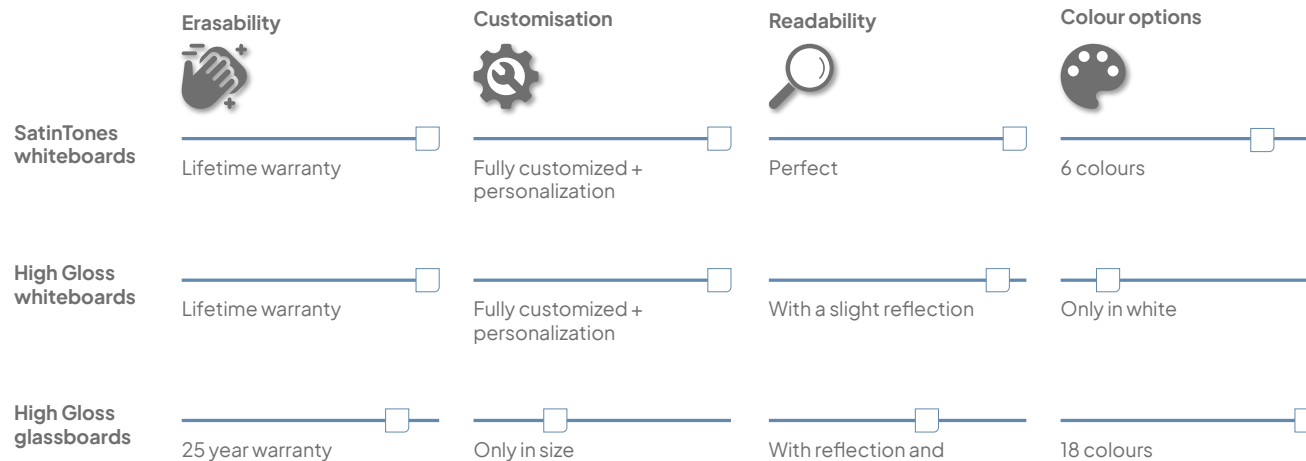 Erasability
Customisation
Readability
Colour options
SatinTones
whiteboards
Lifetime warranty
Fully customized +
personalization
Perfect
6 colours
High Gloss
whiteboards
Lifetime warranty
Fully customized +
personalization
With a slight reflection
Only in white
High Gloss
glassboards
25 year warranty
Only in size
With reflection and
18 colours